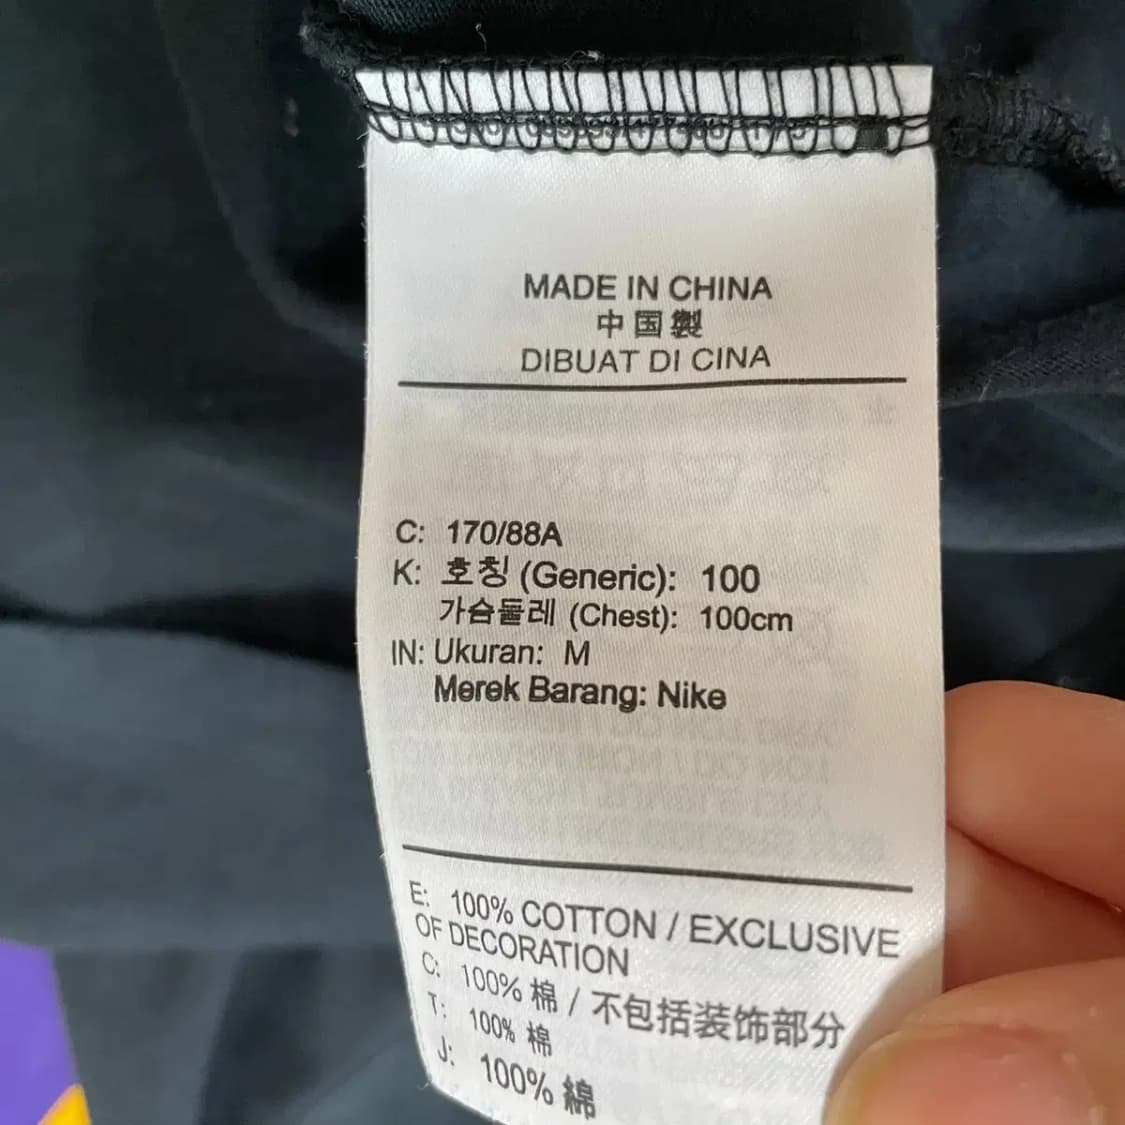 MADE IN CHINA
中国製
DIBUAT DI CINA
C: 170/88A
K: 호칭 (Generic): 100
가슴둘레 (Chest): 100cm
IN: Ukuran: M
Merek Barang: Nike
E: 100% COTTON / EXCLUSIVE
OF DECORATION
C: 100% 棉 / 不包括装饰部分
T: 100% 棉
J: 100% 綿